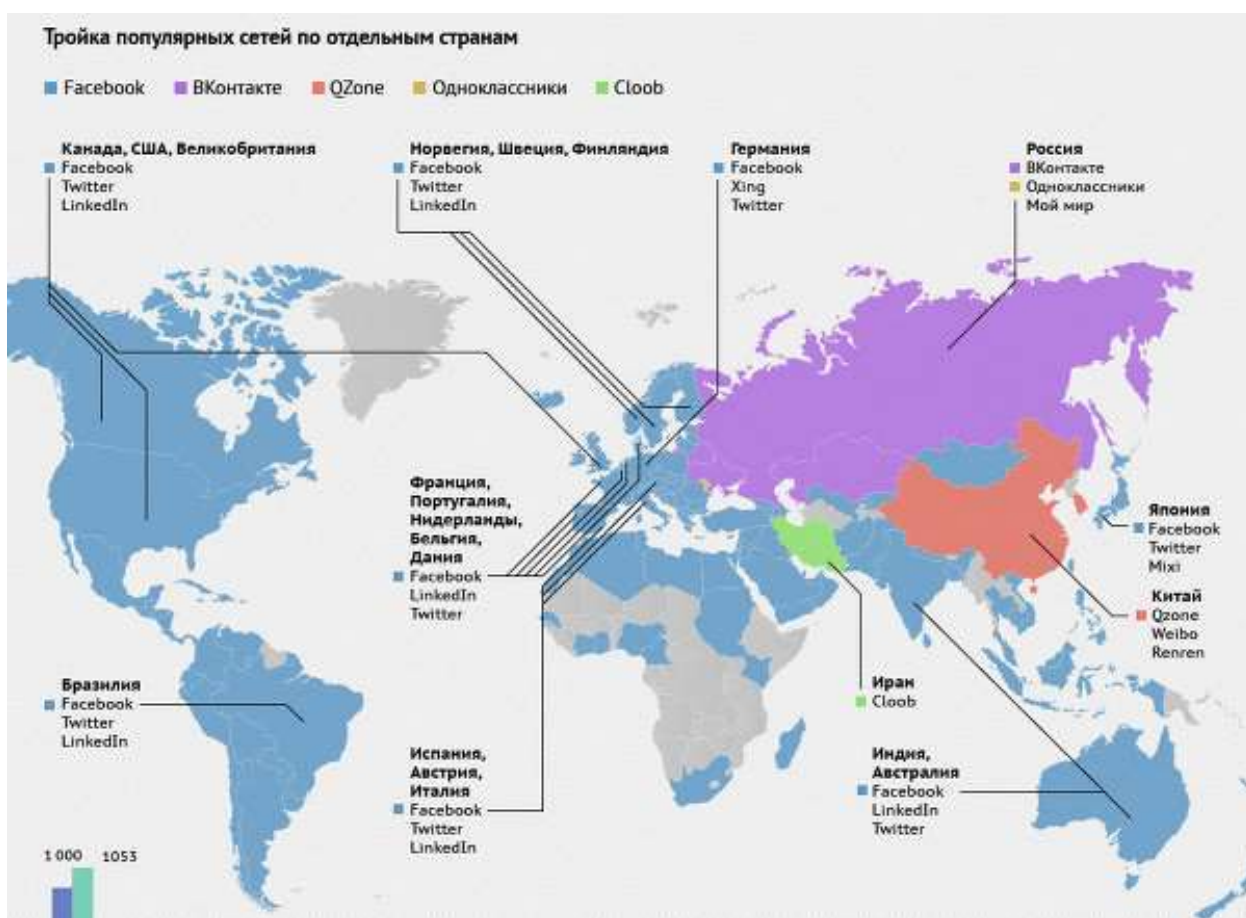 Тройка популярных сетей по отдельным странам
Facebook ВКонтакте QZone Одноклассники Cloob
Канада, США, Великобритания
Facebook
Twitter
LinkedIn
Норвегия, Швеция, Финляндия
Facebook
Twitter
LinkedIn
Германия
Facebook
Xing
Twitter
Россия
ВКонтакте
Одноклассники
Мой мир
Франция,
Португалия,
Нидерланды,
Бельгия,
Дания
Facebook
LinkedIn
Twitter
Япония
Facebook
Twitter
Mixi
Китай
Qzone
Weibo
Renren
Бразилия
Facebook
Twitter
LinkedIn
Иран
Cloob
Испания,
Австрия,
Италия
Facebook
Twitter
LinkedIn
Индия,
Австралия
Facebook
LinkedIn
Twitter
1 000 1053